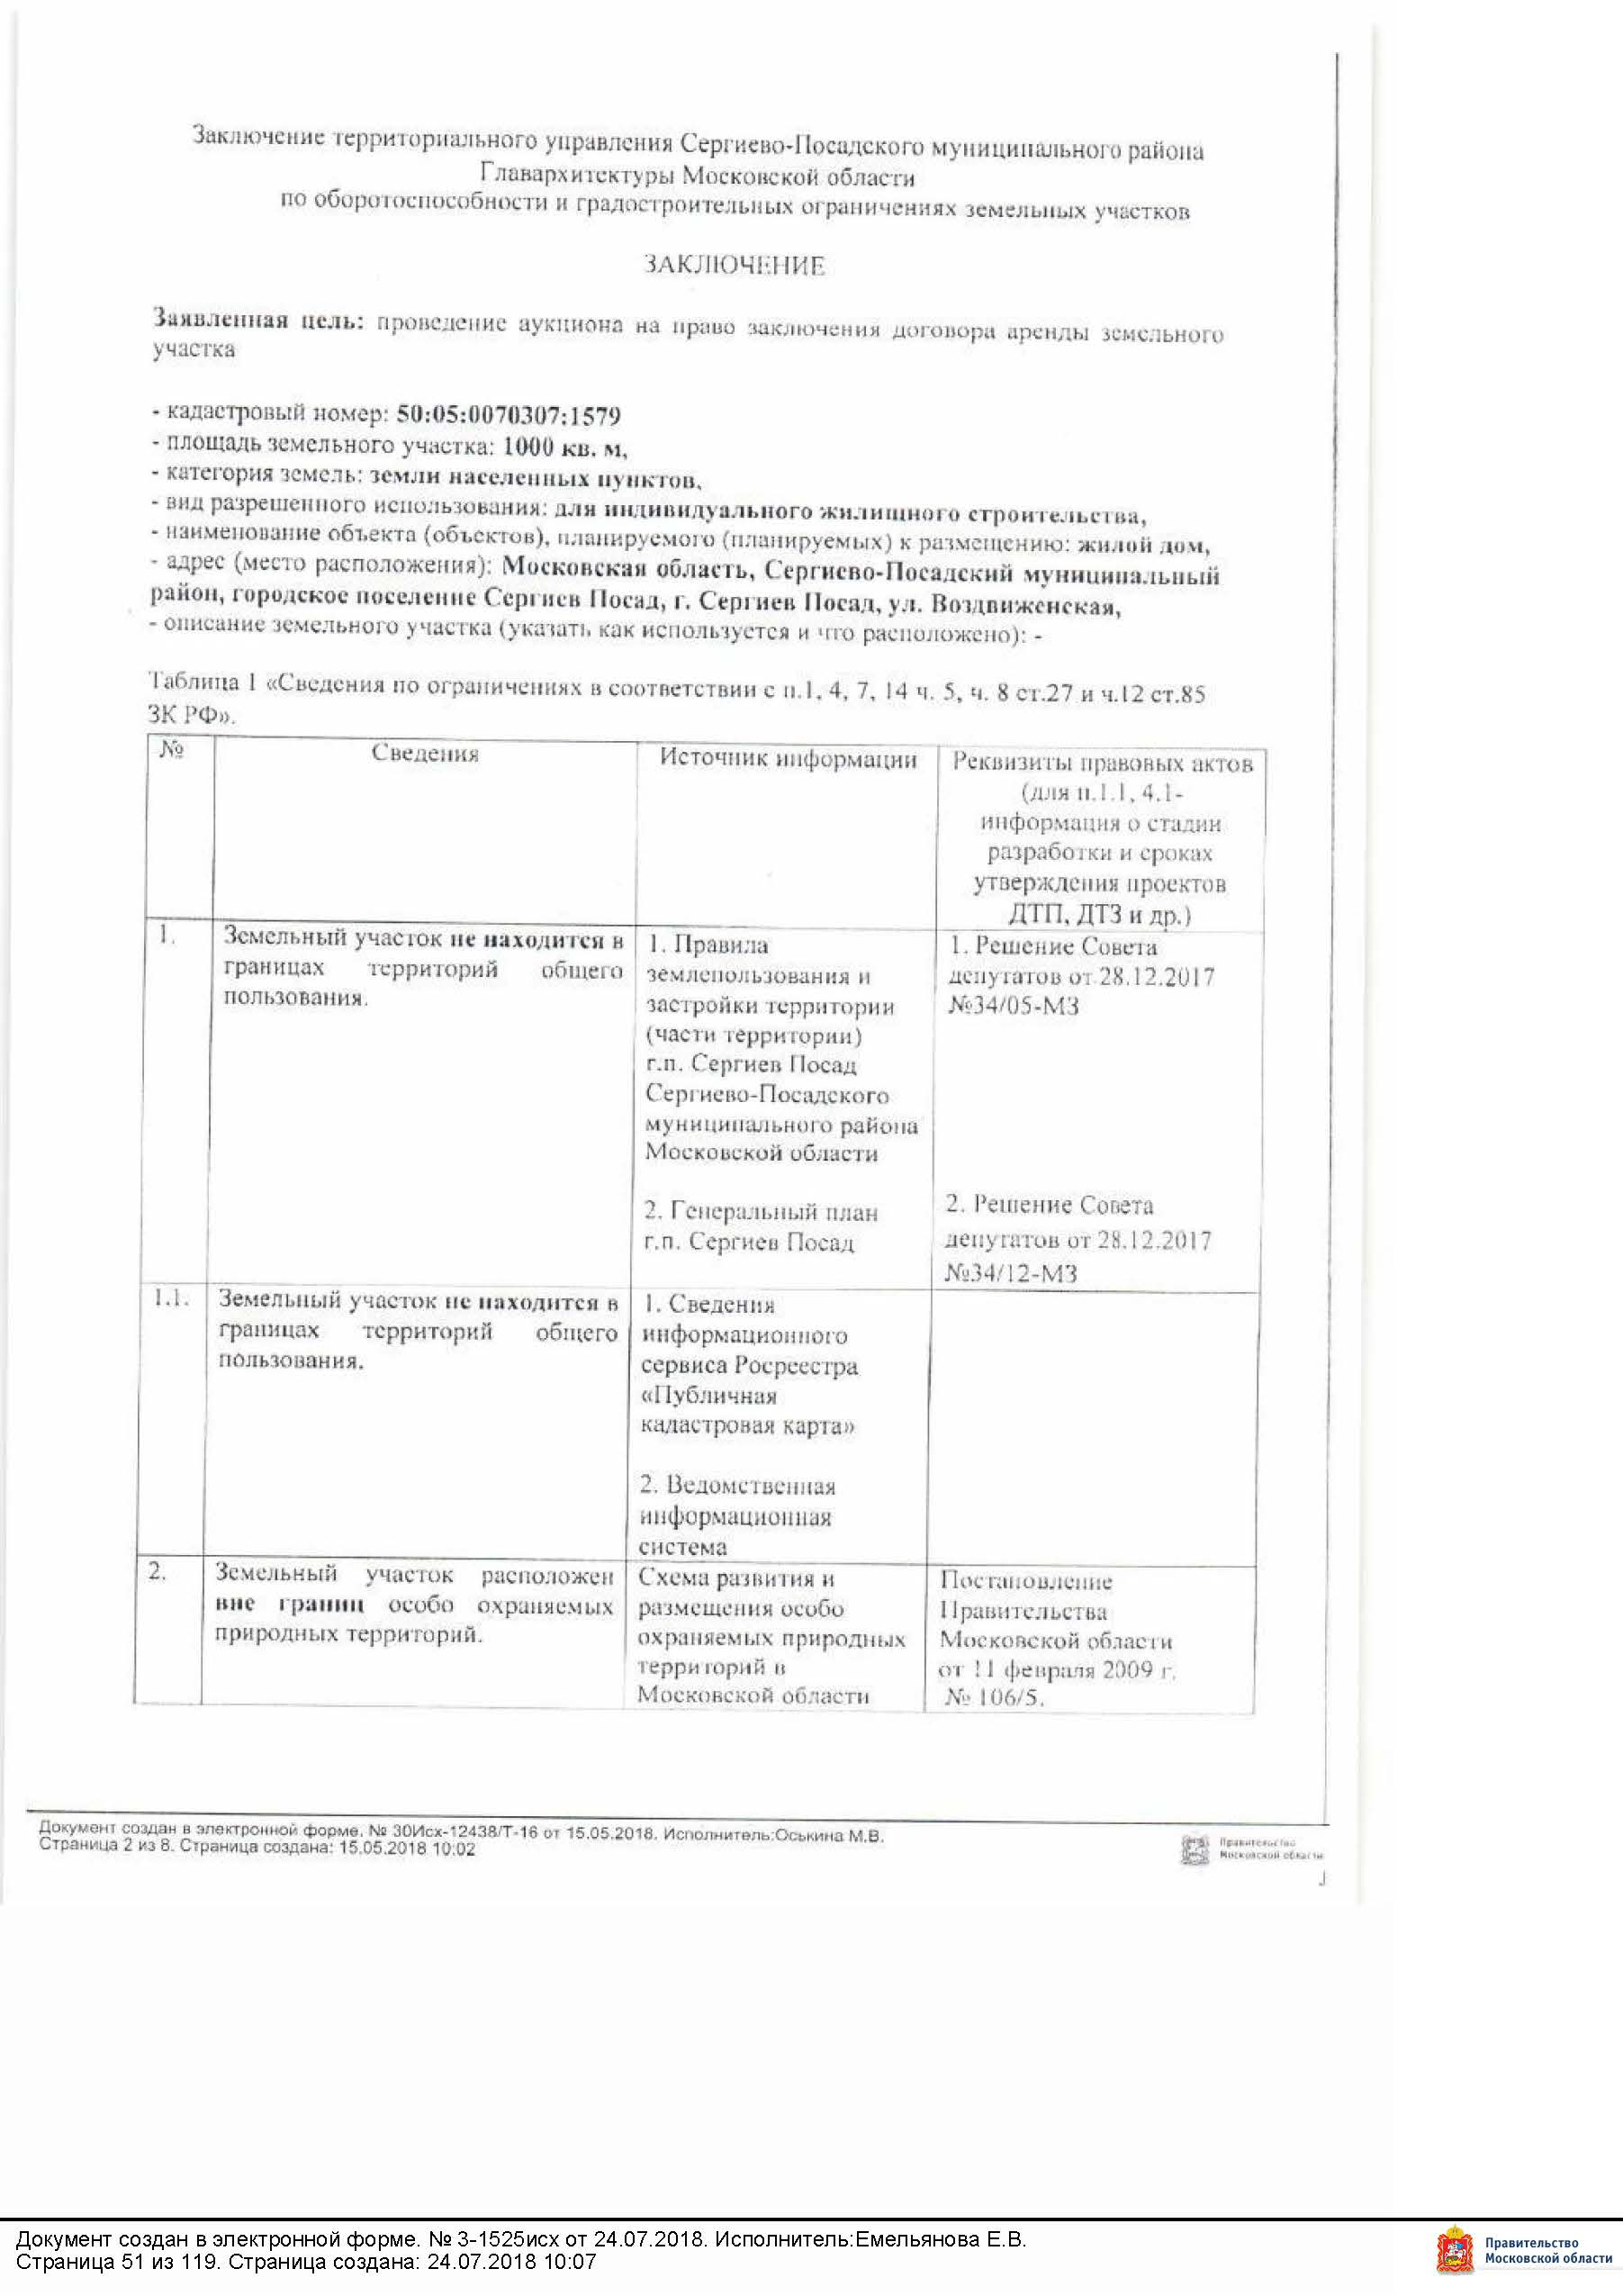 Заключение территориального управления Сергиево-Посадского муниципального района
Главархитектуры Московской области
по оборотоспособности и градостроительных ограничениях земельных участков
ЗАКЛЮЧЕНИЕ
Заявленная цель: проведение аукциона на право заключения договора аренды земельного
участка
- кадастровый номер: 50:05:0070307:1579
- площадь земельного участка: 1000 кв. м,
- категория земель: земли населенных пунктов,
- вид разрешенного использования: для индивидуального жилищного строительства,
- наименование объекта (объектов), планируемого (планируемых) к размещению: жилой дом,
- адрес (место расположения): Московская область, Сергиево-Посадский муниципальный
район, городское поселение Сергиев Посад, г. Сергиев Посад, ул. Воздвиженская,
- описание земельного участка (указать как используется и что расположено): -
Таблица 1 «Сведения по ограничениях в соответствии с п.1, 4, 7, 14 ч. 5, ч. 8 ст.27 и ч.12 ст.85
ЗК РФ».
№
Сведения
Источник информации
Реквизиты правовых актов
(для п.1.1, 4.1-
информация о стадии
разработки и сроках
утверждения проектов
ДТП, ДТЗ и др.)
1.
Земельный участок не находится в
границах территорий общего
пользования.
1. Правила
землепользования и
застройки территории
(части территории)
г.п. Сергиев Посад
Сергиево-Посадского
муниципального района
Московской области
2. Генеральный план
г.п. Сергиев Посад
1. Решение Совета
депутатов от 28.12.2017
№34/05-МЗ
2. Решение Совета
депутатов от 28.12.2017
№34/12-МЗ
1.1.
Земельный участок не находится в
границах территорий общего
пользования.
1. Сведения
информационного
сервиса Росреестра
«Публичная
кадастровая карта»
2. Ведомственная
информационная
система
2.
Земельный участок расположен
вне границ особо охраняемых
природных территорий.
Схема развития и
размещения особо
охраняемых природных
территорий в
Московской области
Постановление
Правительства
Московской области
от 11 февраля 2009 г.
№ 106/5.
Документ создан в электронной форме. № 30Исх-12438/Т-16 от 15.05.2018. Исполнитель:Оськина М.В.
Страница 2 из 8. Страница создана: 15.05.2018 10:02
Правительство
Московской области
Документ создан в электронной форме. № 3-1525исх от 24.07.2018. Исполнитель:Емельянова Е.В.
Страница 51 из 119. Страница создана: 24.07.2018 10:07
Правительство
Московской области